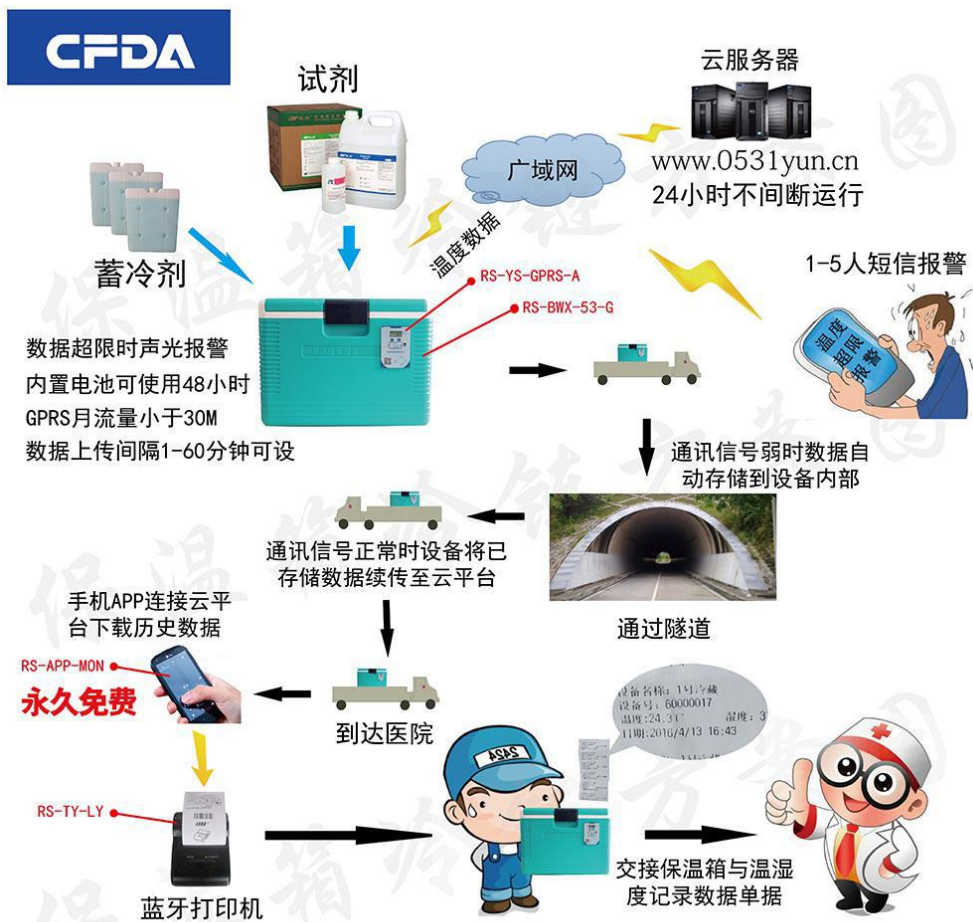 CFDA
试剂
云服务器
广域网
www.0531yun.cn
24小时不间断运行
温度数据
蓄冷剂
RS-YS-GPRS-A
RS-BWX-53-G
1-5人短信报警
温度
超限
报警
数据超限时声光报警
内置电池可使用48小时
GPRS月流量小于30M
数据上传间隔1-60分钟可设
通讯信号弱时数据自
动存储到设备内部
通讯信号正常时设备将已
存储数据续传至云平台
通过隧道
手机APP连接云平
台下载历史数据
RS-APP-MON
永久免费
到达医院
设备名称: 1号冷藏
设备号: 60000017
温度:24.3℃ 湿度: 3
日期:2016/4/13 16:43
2424
RS-TY-LY
蓝牙打印机
交接保温箱与温湿
度记录数据单据